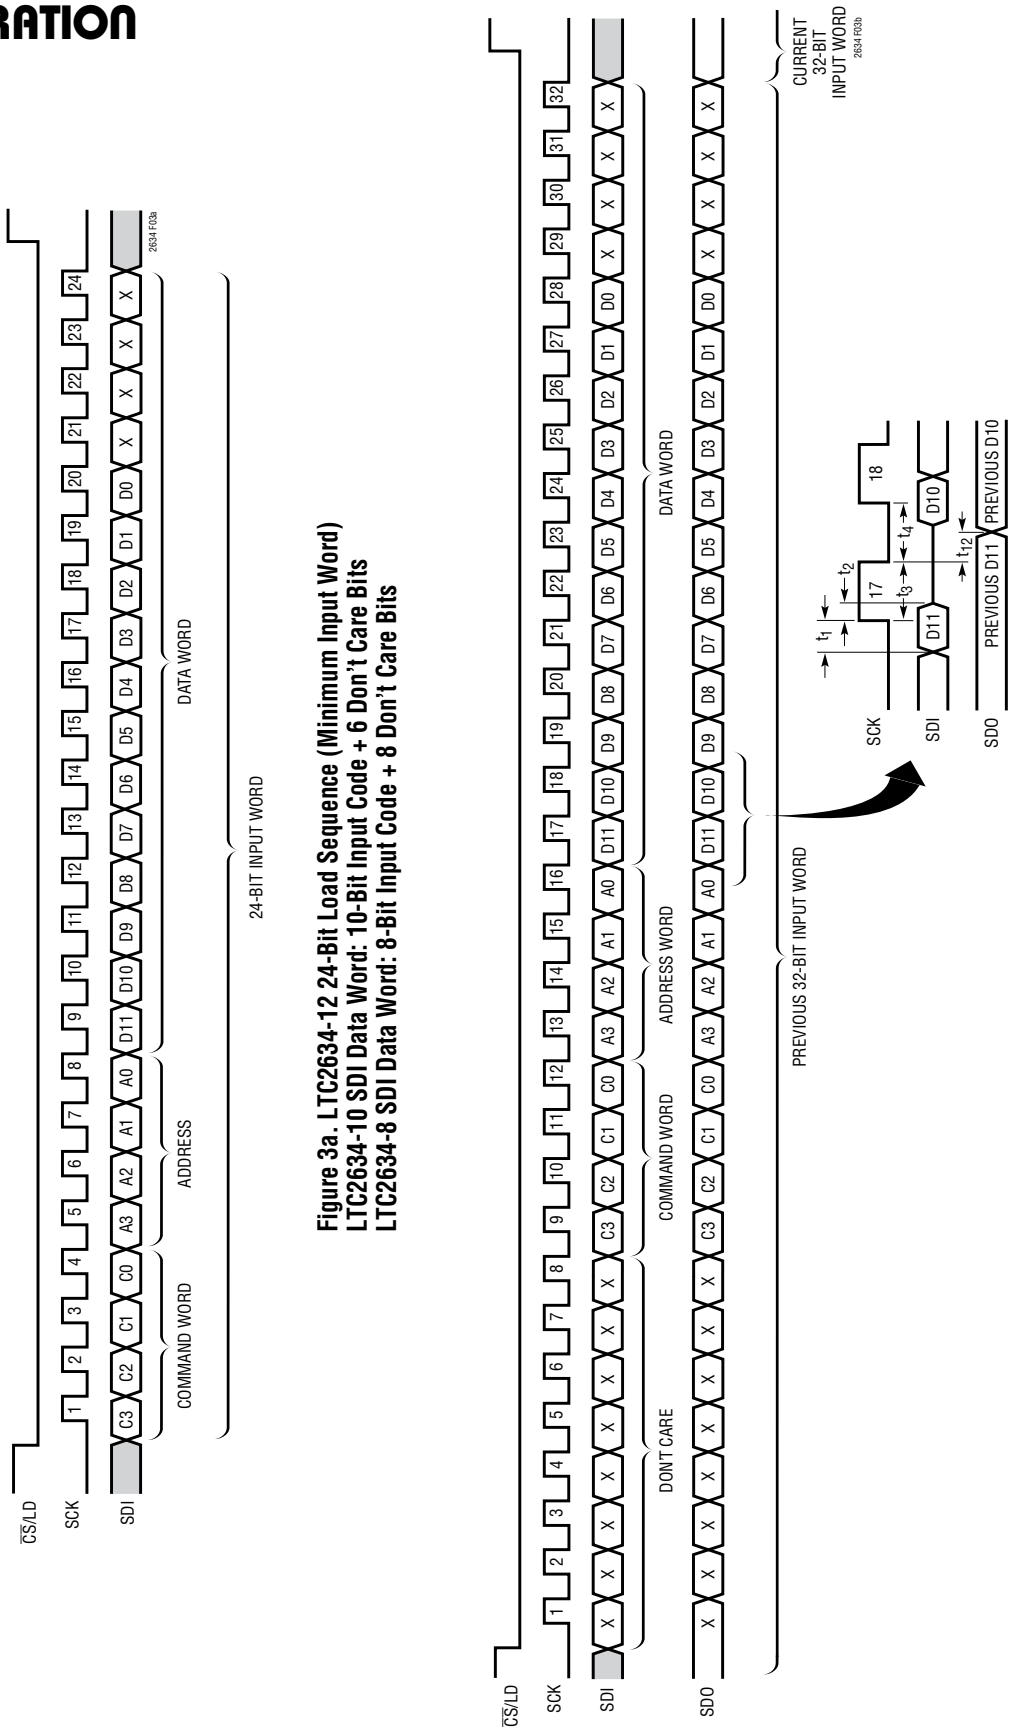 RATION
CS/LD
SCK
1 2 3 4 5 6 7 8 9 10 11 12 13 14 15 16 17 18 19 20 21 22 23 24
SDI
C3 C2 C1 C0 A3 A2 A1 A0 D11 D10 D9 D8 D7 D6 D5 D4 D3 D2 D1 D0 X X X X
2634 F03a
COMMAND WORD ADDRESS DATA WORD
24-BIT INPUT WORD
Figure 3a. LTC2634-12 24-Bit Load Sequence (Minimum Input Word)
LTC2634-10 SDI Data Word: 10-Bit Input Code + 6 Don't Care Bits
LTC2634-8 SDI Data Word: 8-Bit Input Code + 8 Don't Care Bits
CS/LD
SCK
1 2 3 4 5 6 7 8 9 10 11 12 13 14 15 16 17 18 19 20 21 22 23 24 25 26 27 28 29 30 31 32
SDI
X X X X X X X X C3 C2 C1 C0 A3 A2 A1 A0 D11 D10 D9 D8 D7 D6 D5 D4 D3 D2 D1 D0 X X X X
DON'T CARE COMMAND WORD ADDRESS WORD DATA WORD
SDO
X X X X X X X X C3 C2 C1 C0 A3 A2 A1 A0 D11 D10 D9 D8 D7 D6 D5 D4 D3 D2 D1 D0 X X X X
PREVIOUS 32-BIT INPUT WORD
CURRENT
32-BIT
INPUT WORD
2634 F03b
t1
t2
SCK
17 18
t3 t4
SDI
D11 D10
t12
SDO
PREVIOUS D11 PREVIOUS D10